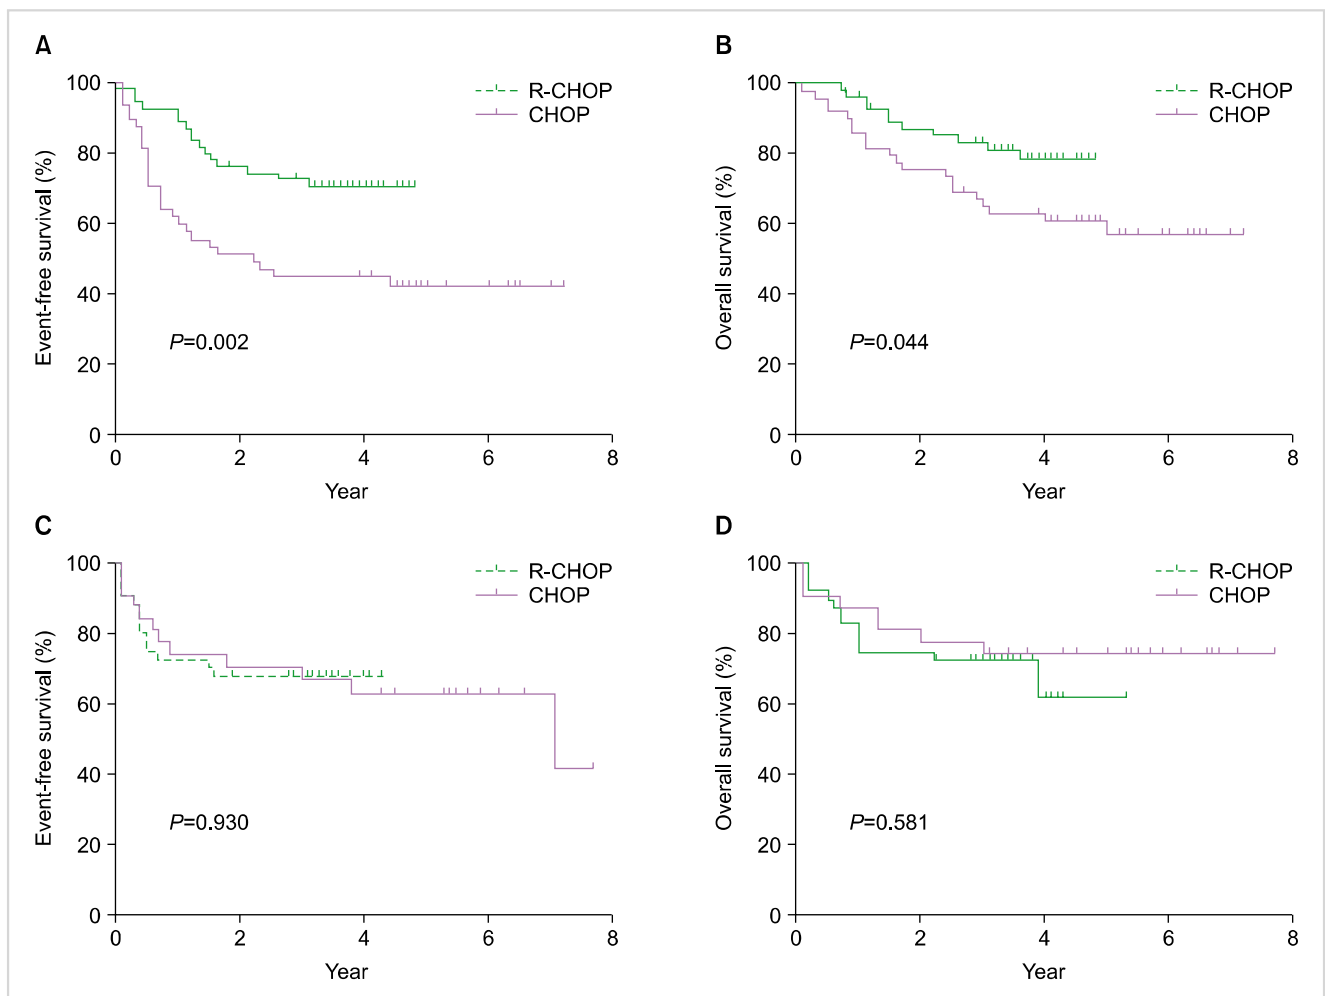 A
100
80
60
40
20
0
Event-free survival (%)
R-CHOP
CHOP
P=0.002
0 2 4 6 8
Year
B
100
80
60
40
20
0
Overall survival (%)
R-CHOP
CHOP
P=0.044
0 2 4 6 8
Year
C
100
80
60
40
20
0
Event-free survival (%)
R-CHOP
CHOP
P=0.930
0 2 4 6 8
Year
D
100
80
60
40
20
0
Overall survival (%)
R-CHOP
CHOP
P=0.581
0 2 4 6 8
Year